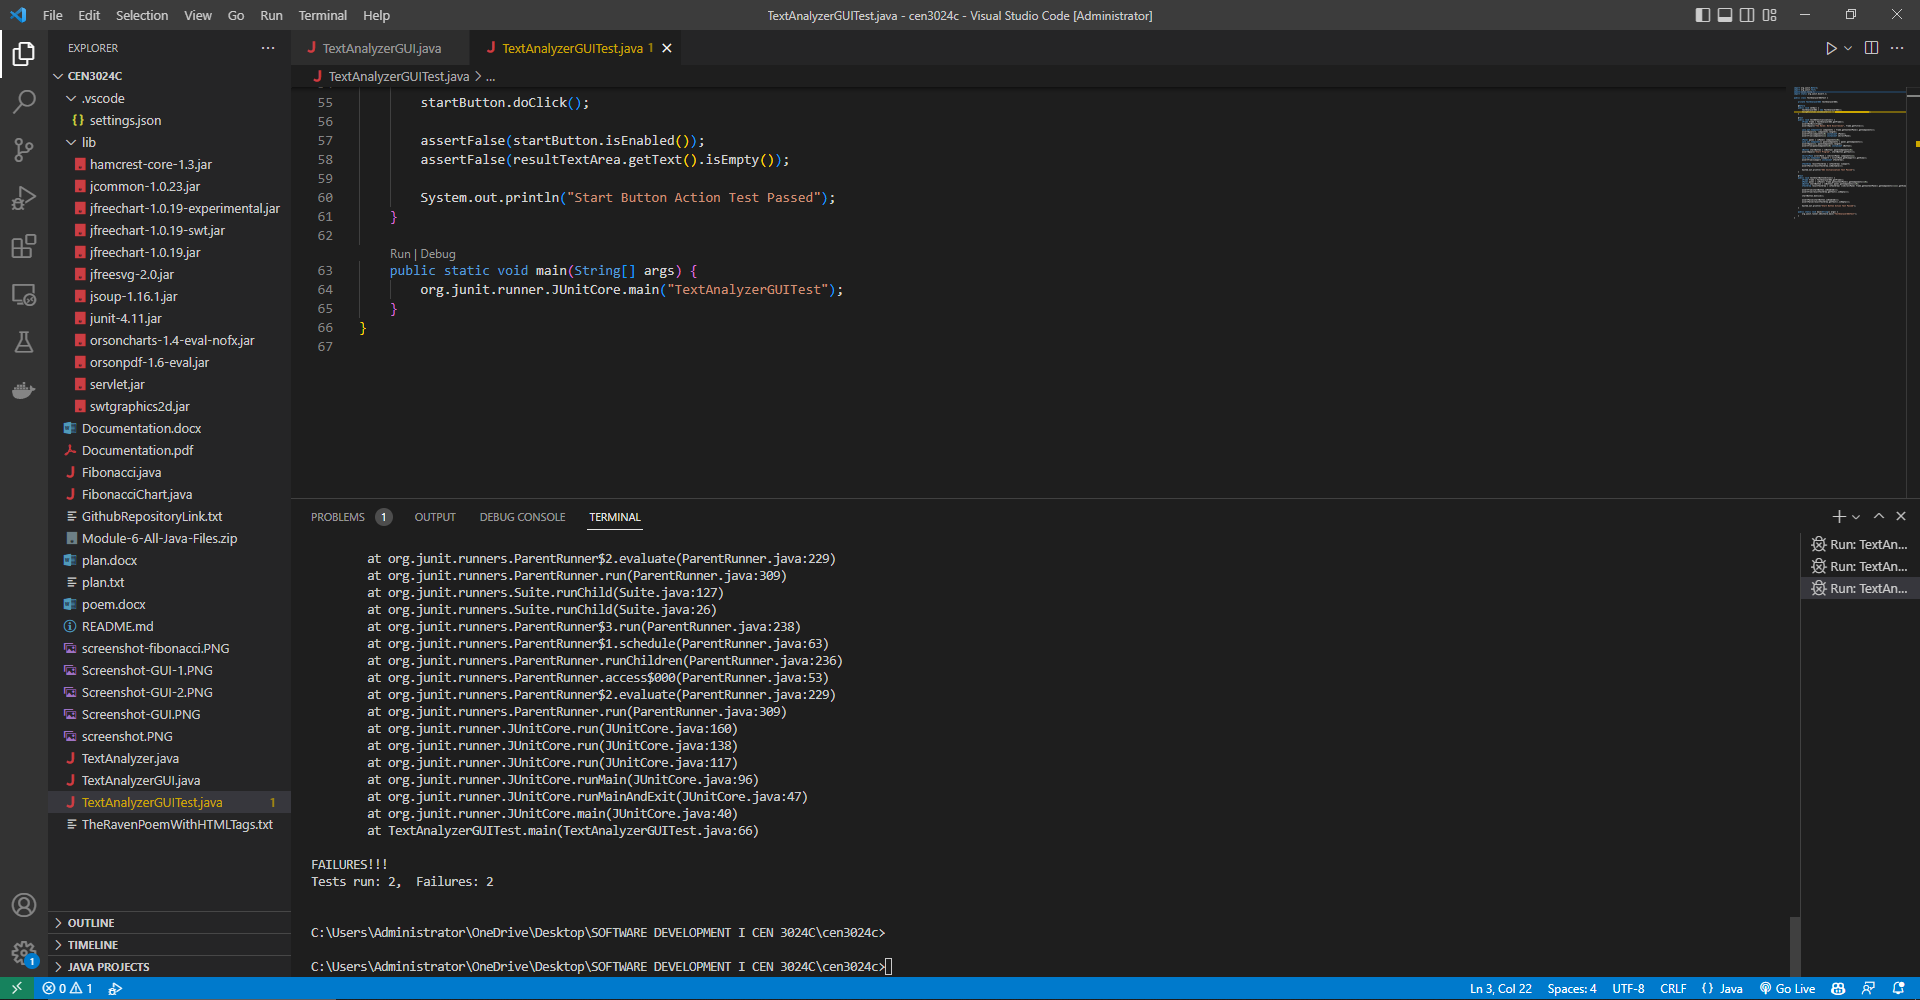 File Edit Selection View Go Run Terminal Help
TextAnalyzerGUITest.java - cen3024c - Visual Studio Code [Administrator]
EXPLORER
CEN3024C
.vscode
settings.json
lib
hamcrest-core-1.3.jar
jcommon-1.0.23.jar
jfreechart-1.0.19-experimental.jar
jfreechart-1.0.19-swt.jar
jfreechart-1.0.19.jar
jfreesvg-2.0.jar
jsoup-1.16.1.jar
junit-4.11.jar
orsoncharts-1.4-eval-nofx.jar
orsonpdf-1.6-eval.jar
servlet.jar
swtgraphics2d.jar
Documentation.docx
Documentation.pdf
Fibonacci.java
FibonacciChart.java
GithubRepositoryLink.txt
Module-6-All-Java-Files.zip
plan.docx
plan.txt
poem.docx
README.md
screenshot-fibonacci.PNG
Screenshot-GUI-1.PNG
Screenshot-GUI-2.PNG
Screenshot-GUI.PNG
screenshot.PNG
TextAnalyzer.java
TextAnalyzerGUI.java
TextAnalyzerGUITest.java 1
TheRavenPoemWithHTMLTags.txt
OUTLINE
TIMELINE
JAVA PROJECTS
TextAnalyzerGUI.java
TextAnalyzerGUITest.java 1
TextAnalyzerGUITest.java > ...
55 startButton.doClick();
56
57 assertFalse(startButton.isEnabled());
58 assertFalse(resultTextArea.getText().isEmpty());
59
60 System.out.println("Start Button Action Test Passed");
61 }
62
Run | Debug
63 public static void main(String[] args) {
64 org.junit.runner.JUnitCore.main("TextAnalyzerGUITest");
65 }
66 }
67
PROBLEMS 1 OUTPUT DEBUG CONSOLE TERMINAL
at org.junit.runners.ParentRunner$2.evaluate(ParentRunner.java:229)
at org.junit.runners.ParentRunner.run(ParentRunner.java:309)
at org.junit.runners.Suite.runChild(Suite.java:127)
at org.junit.runners.Suite.runChild(Suite.java:26)
at org.junit.runners.ParentRunner$3.run(ParentRunner.java:238)
at org.junit.runners.ParentRunner$1.schedule(ParentRunner.java:63)
at org.junit.runners.ParentRunner.runChildren(ParentRunner.java:236)
at org.junit.runners.ParentRunner.access$000(ParentRunner.java:53)
at org.junit.runners.ParentRunner$2.evaluate(ParentRunner.java:229)
at org.junit.runners.ParentRunner.run(ParentRunner.java:309)
at org.junit.runner.JUnitCore.run(JUnitCore.java:160)
at org.junit.runner.JUnitCore.run(JUnitCore.java:138)
at org.junit.runner.JUnitCore.run(JUnitCore.java:117)
at org.junit.runner.JUnitCore.runMain(JUnitCore.java:96)
at org.junit.runner.JUnitCore.runMainAndExit(JUnitCore.java:47)
at org.junit.runner.JUnitCore.main(JUnitCore.java:40)
at TextAnalyzerGUITest.main(TextAnalyzerGUITest.java:66)
FAILURES!!!
Tests run: 2,  Failures: 2
C:\Users\Administrator\OneDrive\Desktop\SOFTWARE DEVELOPMENT I CEN 3024C\cen3024c>
C:\Users\Administrator\OneDrive\Desktop\SOFTWARE DEVELOPMENT I CEN 3024C\cen3024c>
Run: TextAn...
Run: TextAn...
Run: TextAn...
1
0 1
Ln 3, Col 22 Spaces: 4 UTF-8 CRLF { } Java Go Live